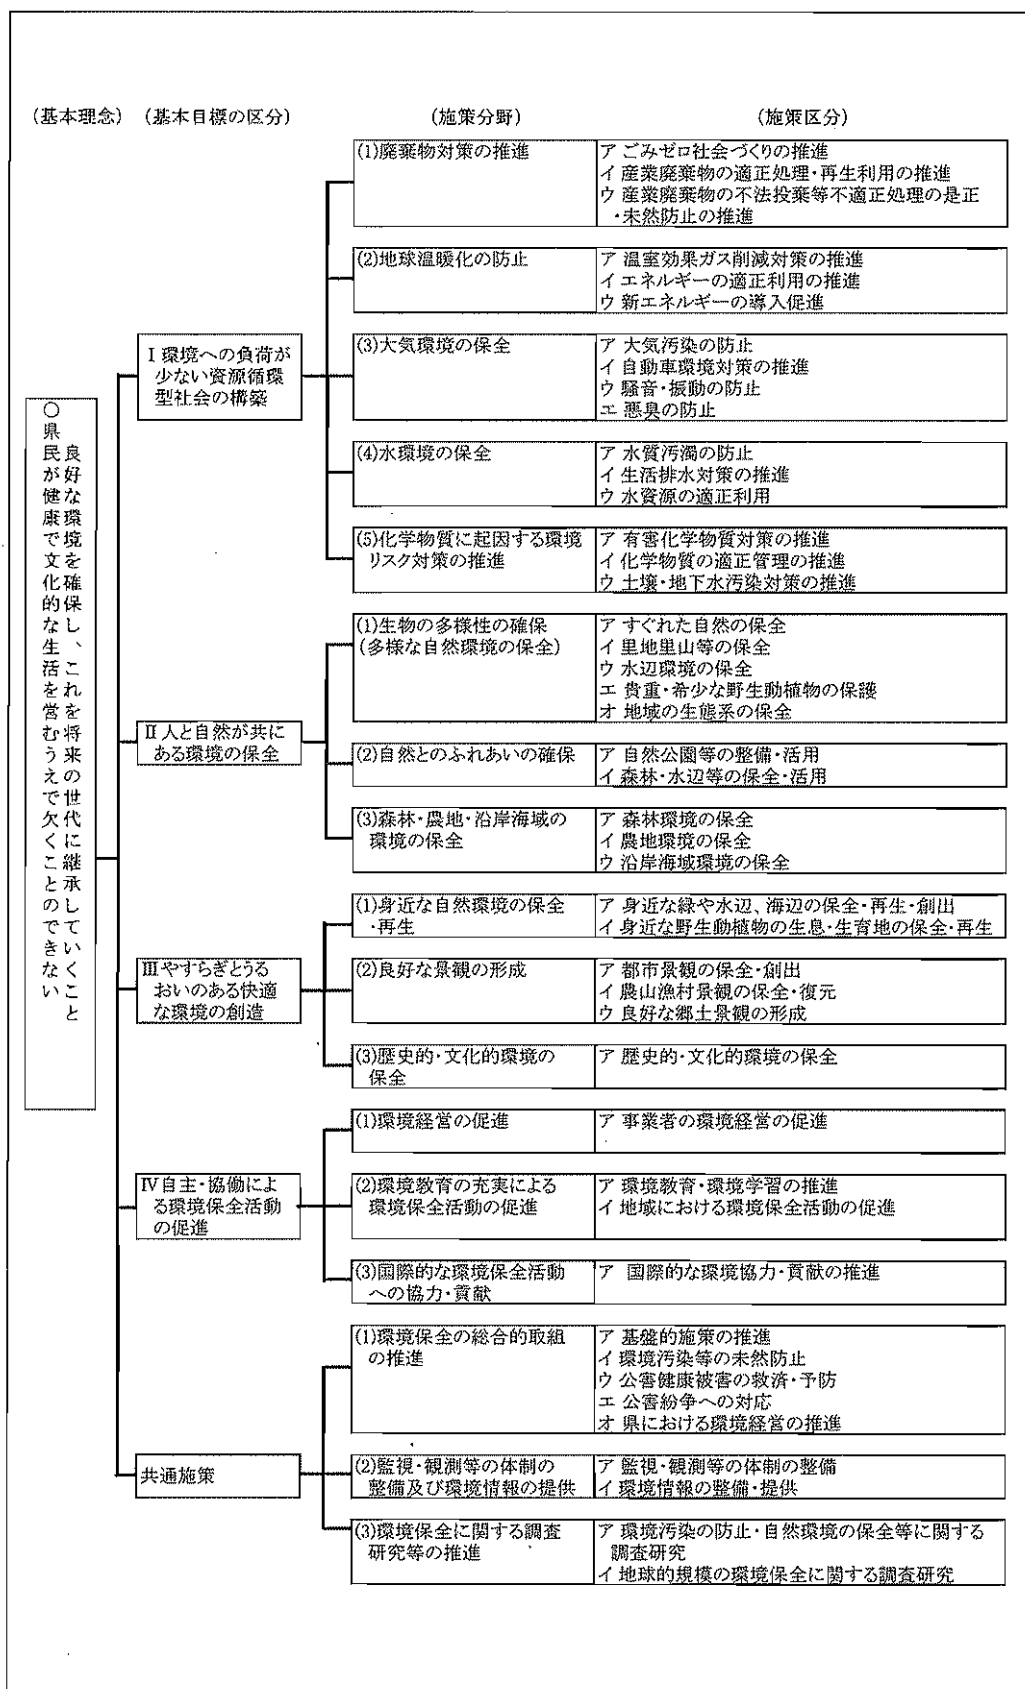 (基本理念) (基本目標の区分) (施策分野) (施策区分)
○県民が健康で文化的な生活を営むうえで欠くことのできない
良好な環境を確保し、これを将来の世代に継承していくこと
Ⅰ 環境への負荷が
少ない資源循環
型社会の構築
(1)廃棄物対策の推進
ア ごみゼロ社会づくりの推進
イ 産業廃棄物の適正処理・再生利用の推進
ウ 産業廃棄物の不法投棄等不適正処理の是正
・未然防止の推進
(2)地球温暖化の防止
ア 温室効果ガス削減対策の推進
イ エネルギーの適正利用の推進
ウ 新エネルギーの導入促進
(3)大気環境の保全
ア 大気汚染の防止
イ 自動車環境対策の推進
ウ 騒音・振動の防止
エ 悪臭の防止
(4)水環境の保全
ア 水質汚濁の防止
イ 生活排水対策の推進
ウ 水資源の適正利用
(5)化学物質に起因する環境
リスク対策の推進
ア 有害化学物質対策の推進
イ 化学物質の適正管理の推進
ウ 土壌・地下水汚染対策の推進
Ⅱ 人と自然が共に
ある環境の保全
(1)生物の多様性の確保
(多様な自然環境の保全)
ア すぐれた自然の保全
イ 里地里山等の保全
ウ 水辺環境の保全
エ 貴重・希少な野生動植物の保護
オ 地域の生態系の保全
(2)自然とのふれあいの確保
ア 自然公園等の整備・活用
イ 森林・水辺等の保全・活用
(3)森林・農地・沿岸海域の
環境の保全
ア 森林環境の保全
イ 農地環境の保全
ウ 沿岸海域環境の保全
Ⅲ やすらぎとうる
おいのある快適
な環境の創造
(1)身近な自然環境の保全
・再生
ア 身近な緑や水辺、海辺の保全・再生・創出
イ 身近な野生動植物の生息・生育地の保全・再生
(2)良好な景観の形成
ア 都市景観の保全・創出
イ 農山漁村景観の保全・復元
ウ 良好な郷土景観の形成
(3)歴史的・文化的環境の
保全
ア 歴史的・文化的環境の保全
Ⅳ 自主・協働によ
る環境保全活動
の促進
(1)環境経営の促進
ア 事業者の環境経営の促進
(2)環境教育の充実による
環境保全活動の促進
ア 環境教育・環境学習の推進
イ 地域における環境保全活動の促進
(3)国際的な環境保全活動
への協力・貢献
ア 国際的な環境協力・貢献の推進
共通施策
(1)環境保全の総合的取組
の推進
ア 基盤的施策の推進
イ 環境汚染等の未然防止
ウ 公害健康被害の救済・予防
エ 公害紛争への対応
オ 県における環境経営の推進
(2)監視・観測等の体制の
整備及び環境情報の提供
ア 監視・観測等の体制の整備
イ 環境情報の整備・提供
(3)環境保全に関する調査
研究等の推進
ア 環境汚染の防止・自然環境の保全等に関する
調査研究
イ 地球的規模の環境保全に関する調査研究